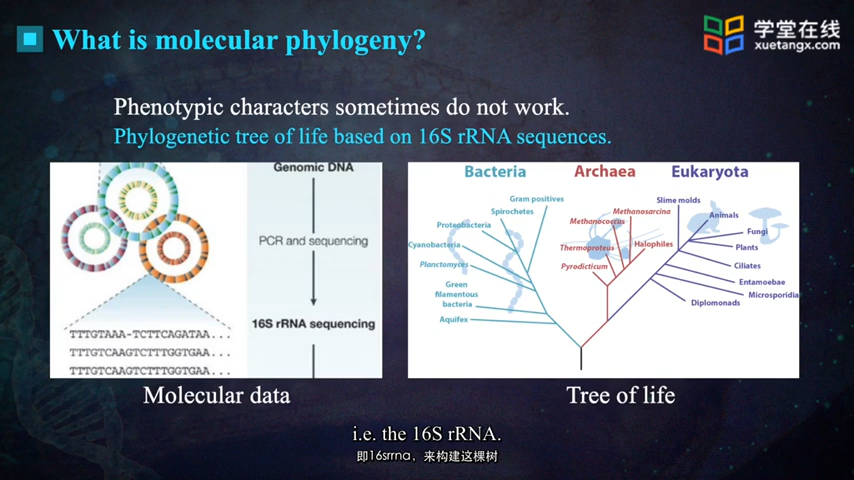 What is molecular phylogeny?
学堂在线
xuetangx.com
Phenotypic characters sometimes do not work.
Phylogenetic tree of life based on 16S rRNA sequences.
Genomic DNA
PCR and sequencing
16S rRNA sequencing
TTTGTAAA-TCTTCAGATAA...
TTTGTCAAGTCTTTGGTGAA...
TTTGTCAAGTCTTTGGTGAA...
Molecular data
Bacteria
Archaea
Eukaryota
Gram positives
Spirochetes
Proteobacteria
Cyanobacteria
Planctomyces
Green
filamentous
bacteria
Aquifex
Methanosarcina
Methanococcus
Thermoproteus
Halophiles
Pyrodicticum
Slime molds
Animals
Fungi
Plants
Ciliates
Entamoebae
Microsporidia
Diplomonads
Tree of life
i.e. the 16S rRNA.
即16srrna，来构建这棵树